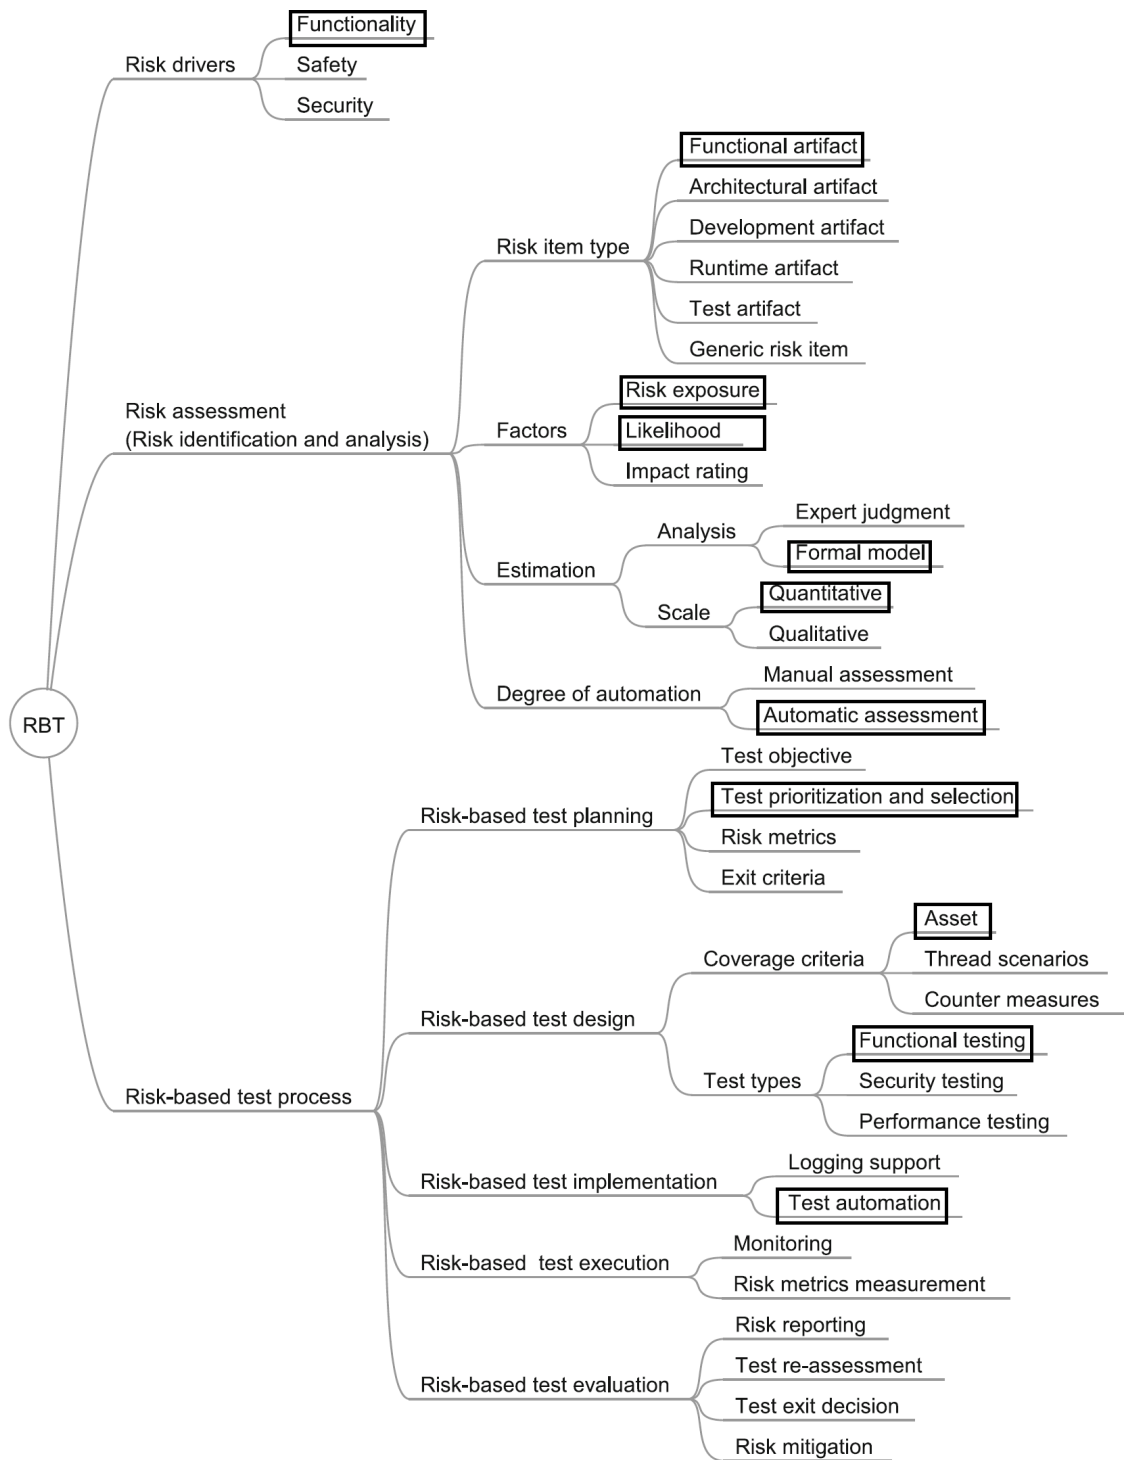 Functionality
Risk drivers
Safety
Security
Functional artifact
Architectural artifact
Development artifact
Risk item type
Runtime artifact
Test artifact
Generic risk item
Risk exposure
Risk assessment
(Risk identification and analysis)
Factors
Likelihood
Impact rating
Expert judgment
Analysis
Formal model
Estimation
Quantitative
Scale
Qualitative
Manual assessment
Degree of automation
Automatic assessment
RBT
Test objective
Test prioritization and selection
Risk-based test planning
Risk metrics
Exit criteria
Asset
Coverage criteria
Thread scenarios
Counter measures
Risk-based test design
Functional testing
Test types
Security testing
Performance testing
Risk-based test process
Logging support
Risk-based test implementation
Test automation
Monitoring
Risk-based  test execution
Risk metrics measurement
Risk reporting
Test re-assessment
Risk-based test evaluation
Test exit decision
Risk mitigation